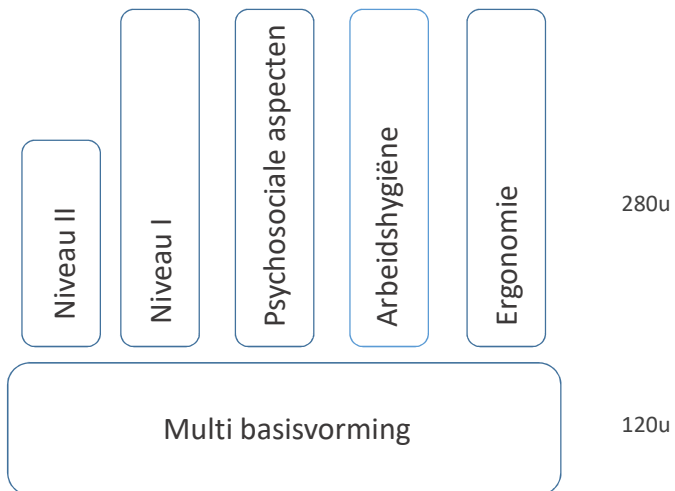 Niveau II
Niveau I
Psychosociale aspecten
Arbeidshygiëne
Ergonomie
280u
Multi basisvorming
120u